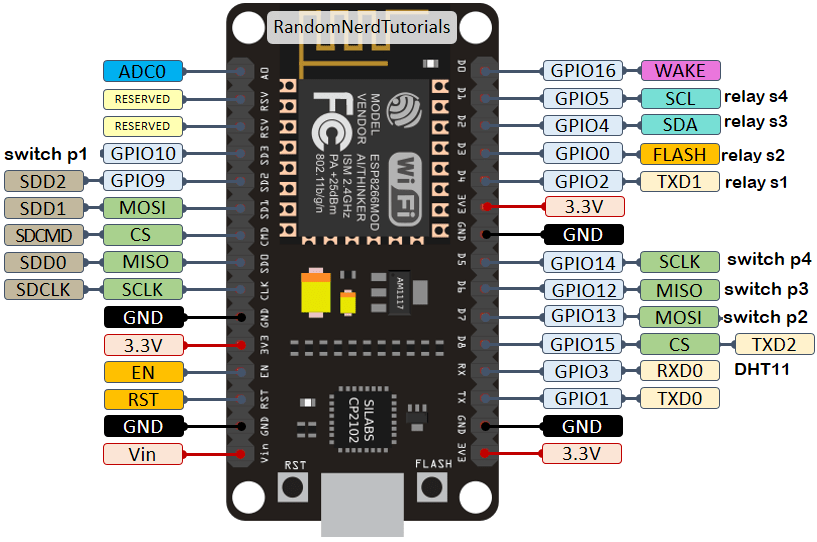 RandomNerdTutorials
ADC0
RESERVED
RESERVED
switch p1 GPIO10
SDD2 GPIO9
SDD1 MOSI
SDCMD CS
SDD0 MISO
SDCLK SCLK
GND
3.3V
EN
RST
GND
Vin
A0
RSV
RSV
SD3
SD2
SD1
CMD
SD0
CLK
GND
3V3
EN
RST
GND
Vin
MODEL ESP8266MOD
VENDOR AI/THINKER
ISM 2.4GHz
PA +25dBm
802.11b/g/n
FC
Wi Fi
AM1117
SILABS
CP2102
RST
FLASH
D0
D1
D2
D3
D4
3V3
GND
D5
D6
D7
D8
RX
TX
GND
3V3
GPIO16 WAKE
GPIO5 SCL relay s4
GPIO4 SDA relay s3
GPIO0 FLASH relay s2
GPIO2 TXD1 relay s1
3.3V
GND
GPIO14 SCLK switch p4
GPIO12 MISO switch p3
GPIO13 MOSI switch p2
GPIO15 CS TXD2
GPIO3 RXD0 DHT11
GPIO1 TXD0
GND
3.3V